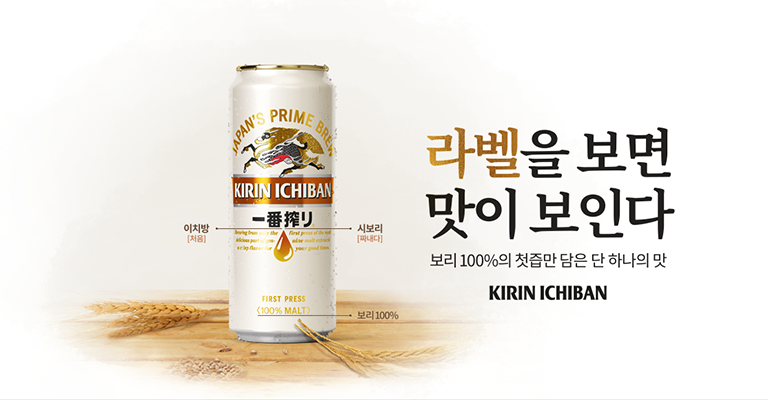 JAPAN'S PRIME BREW
KIRIN ICHIBAN
一番搾り
이치방
[처음]
시보리
[짜내다]
FIRST PRESS
〈100% MALT〉
보리 100%
라벨을 보면
맛이 보인다
보리 100%의 첫즙만 담은 단 하나의 맛
KIRIN ICHIBAN